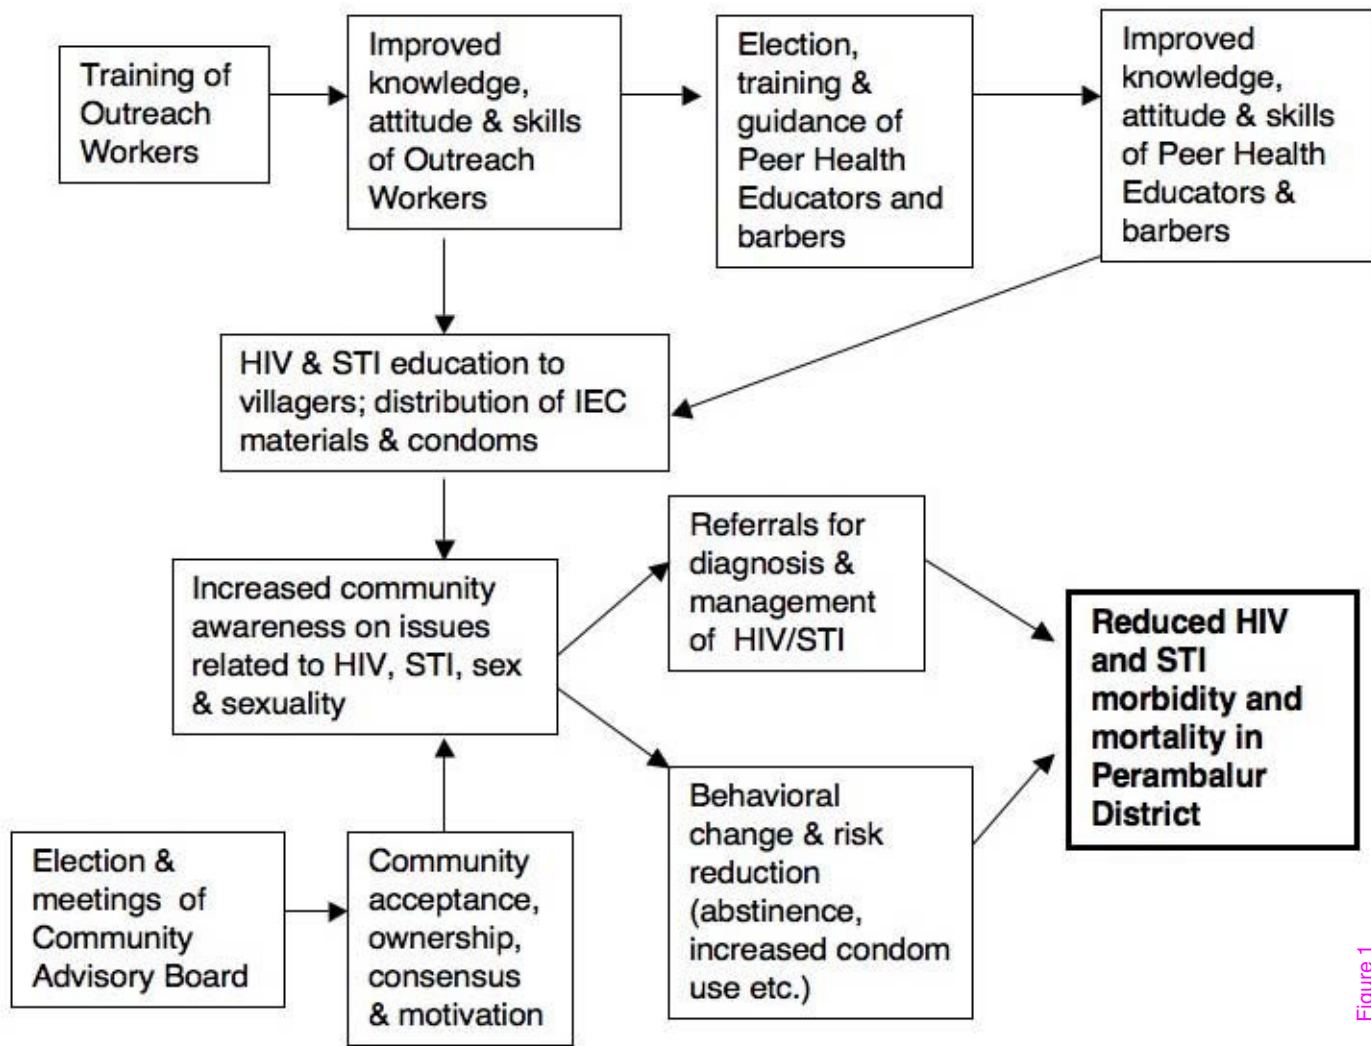 Training of
Outreach
Workers
Improved
knowledge,
attitude & skills
of Outreach
Workers
Election,
training &
guidance of
Peer Health
Educators and
barbers
Improved
knowledge,
attitude & skills
of Peer Health
Educators &
barbers
HIV & STI education to
villagers; distribution of IEC
materials & condoms
Increased community
awareness on issues
related to HIV, STI, sex
& sexuality
Referrals for
diagnosis &
management
of HIV/STI
Reduced HIV
and STI
morbidity and
mortality in
Perambalur
District
Behavioral
change & risk
reduction
(abstinence,
increased condom
use etc.)
Election &
meetings of
Community
Advisory Board
Community
acceptance,
ownership,
consensus
& motivation
Figure 1